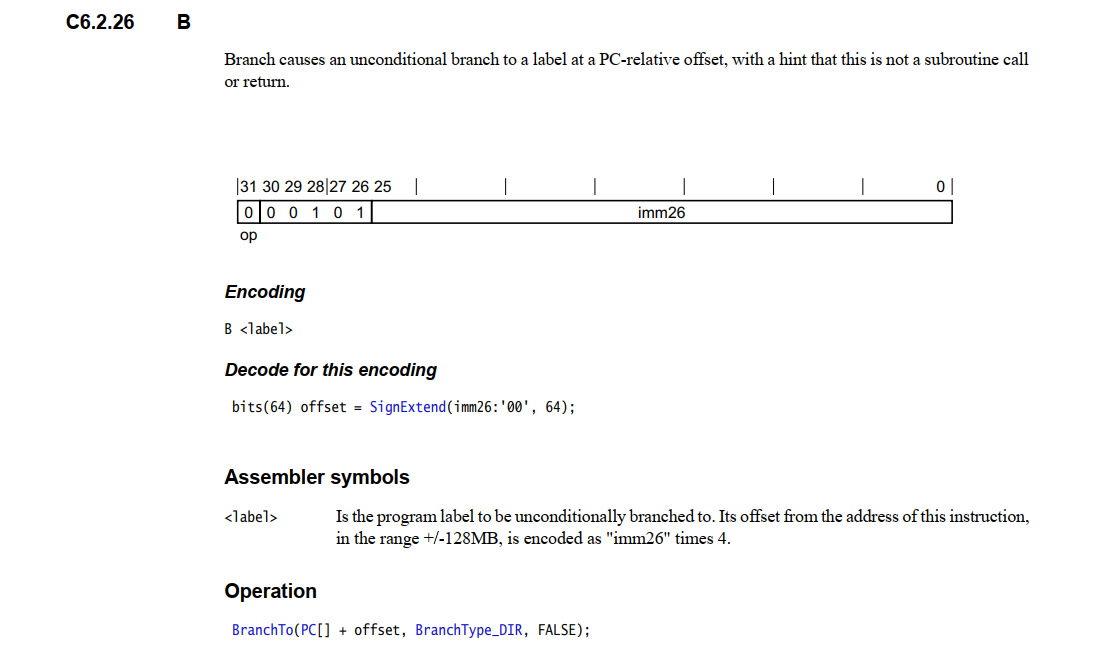 C6.2.26 B
Branch causes an unconditional branch to a label at a PC-relative offset, with a hint that this is not a subroutine call
or return.
|31 30 29 28|27 26 25 | | | | | | 0 |
0 0 0 1 0 1 imm26
op
Encoding
B <label>
Decode for this encoding
bits(64) offset = SignExtend(imm26:'00', 64);
Assembler symbols
<label> Is the program label to be unconditionally branched to. Its offset from the address of this instruction,
in the range +/-128MB, is encoded as "imm26" times 4.
Operation
BranchTo(PC[] + offset, BranchType_DIR, FALSE);